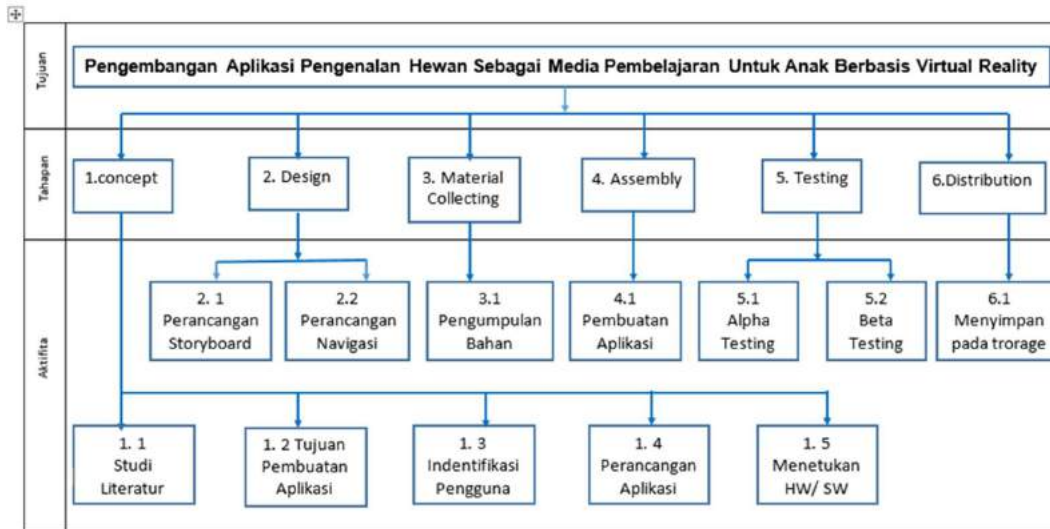 Tujuan
Pengembangan Aplikasi Pengenalan Hewan Sebagai Media Pembelajaran Untuk Anak Berbasis Virtual Reality
Tahapan
1.concept
2. Design
3. Material
Collecting
4. Assembly
5. Testing
6.Distribution
Aktifita
2. 1
Perancangan
Storyboard
2.2
Perancangan
Navigasi
3.1
Pengumpulan
Bahan
4.1
Pembuatan
Aplikasi
5.1
Alpha
Testing
5.2
Beta
Testing
6.1
Menyimpan
pada trorage
1. 1
Studi
Literatur
1. 2 Tujuan
Pembuatan
Aplikasi
1. 3
Indentifikasi
Pengguna
1. 4
Perancangan
Aplikasi
1. 5
Menetukan
HW/ SW